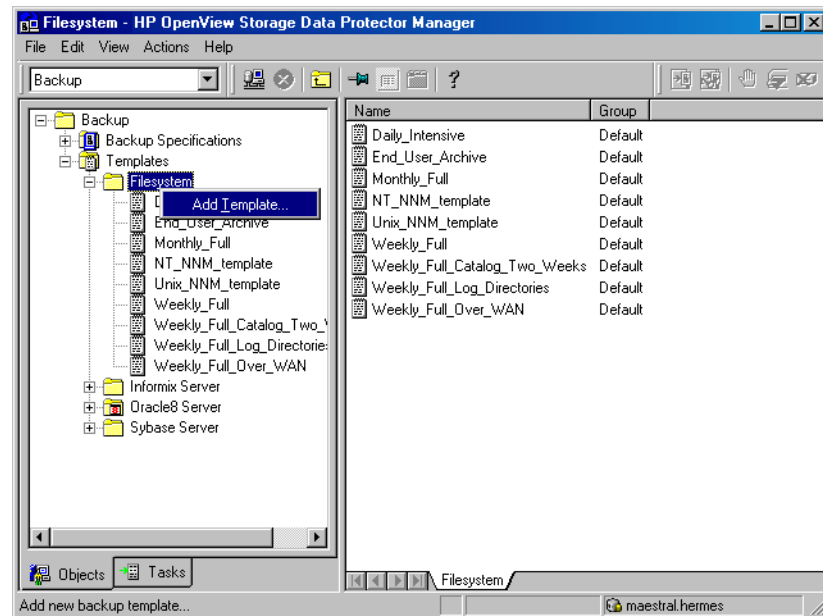 Filesystem - HP OpenView Storage Data Protector Manager
File Edit View Actions Help
Backup
?
Backup
Backup Specifications
Templates
Filesystem
Add Template...
End_User_Archive
Monthly_Full
NT_NNM_template
Unix_NNM_template
Weekly_Full
Weekly_Full_Catalog_Two_
Weekly_Full_Log_Directorie
Weekly_Full_Over_WAN
Informix Server
Oracle8 Server
Sybase Server
Objects Tasks
Name Group
Daily_Intensive Default
End_User_Archive Default
Monthly_Full Default
NT_NNM_template Default
Unix_NNM_template Default
Weekly_Full Default
Weekly_Full_Catalog_Two_Weeks Default
Weekly_Full_Log_Directories Default
Weekly_Full_Over_WAN Default
Filesystem
Add new backup template...
maestral.hermes